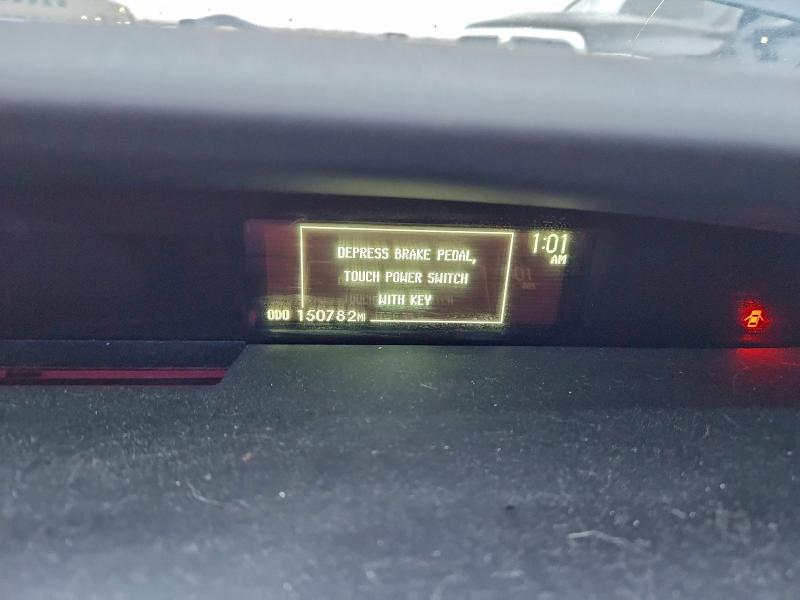 DEPRESS BRAKE PEDAL,
TOUCH POWER SWITCH
WITH KEY
1:01
AM
ODO 150782MI